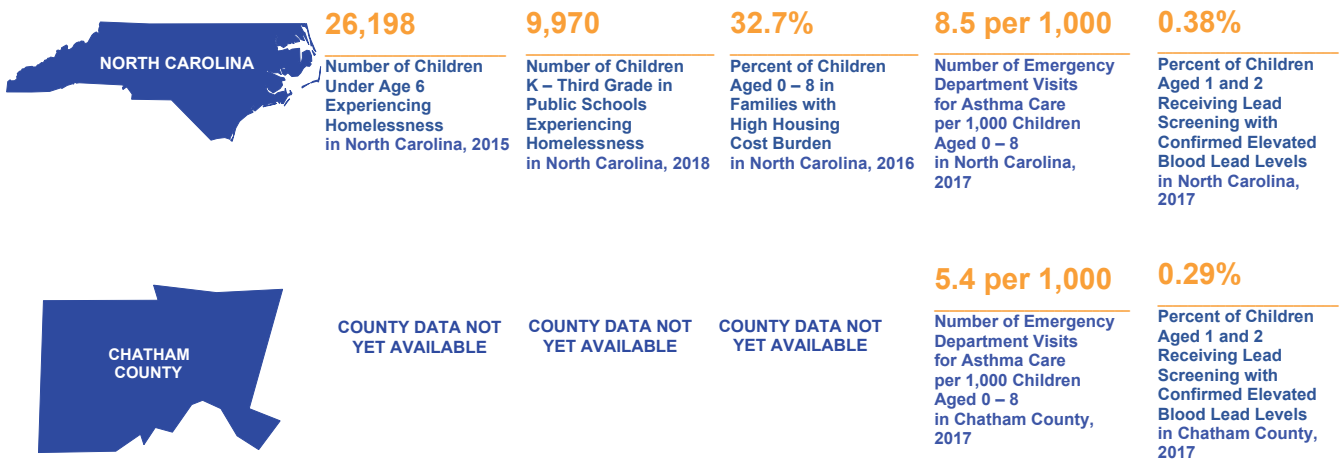 NORTH CAROLINA
26,198
Number of Children
Under Age 6
Experiencing
Homelessness
in North Carolina, 2015
9,970
Number of Children
K – Third Grade in
Public Schools
Experiencing
Homelessness
in North Carolina, 2018
32.7%
Percent of Children
Aged 0 – 8 in
Families with
High Housing
Cost Burden
in North Carolina, 2016
8.5 per 1,000
Number of Emergency
Department Visits
for Asthma Care
per 1,000 Children
Aged 0 – 8
in North Carolina,
2017
0.38%
Percent of Children
Aged 1 and 2
Receiving Lead
Screening with
Confirmed Elevated
Blood Lead Levels
in North Carolina,
2017
CHATHAM
COUNTY
COUNTY DATA NOT
YET AVAILABLE
COUNTY DATA NOT
YET AVAILABLE
COUNTY DATA NOT
YET AVAILABLE
5.4 per 1,000
Number of Emergency
Department Visits
for Asthma Care
per 1,000 Children
Aged 0 – 8
in Chatham County,
2017
0.29%
Percent of Children
Aged 1 and 2
Receiving Lead
Screening with
Confirmed Elevated
Blood Lead Levels
in Chatham County,
2017